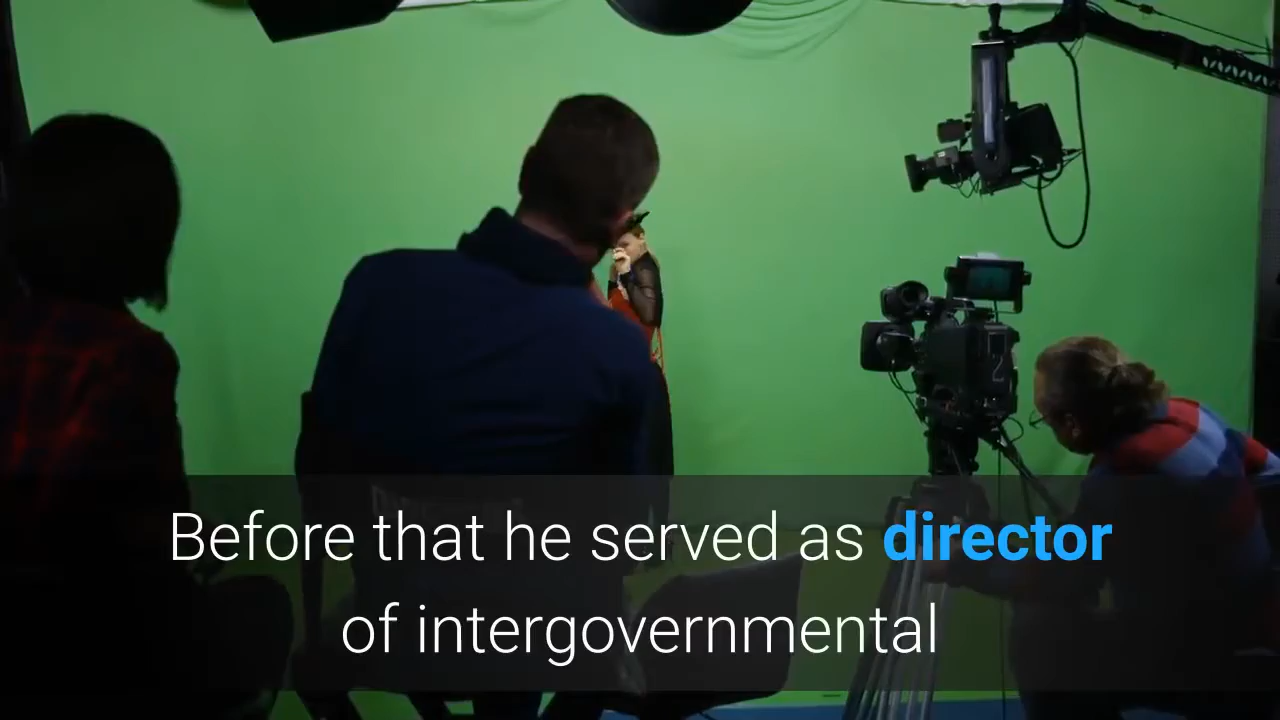 Before that he served as director
of intergovernmental